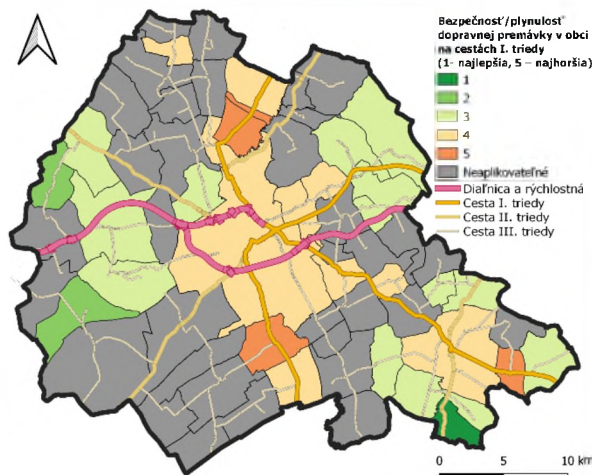 Bezpečnosť/plynulosť
dopravnej premávky v obci
na cestách I. triedy
(1- najlepšia, 5 – najhoršia)
1
2
3
4
5
Neaplikovateľné
Diaľnica a rýchlostná
Cesta I. triedy
Cesta II. triedy
Cesta III. triedy
0 5 10 km